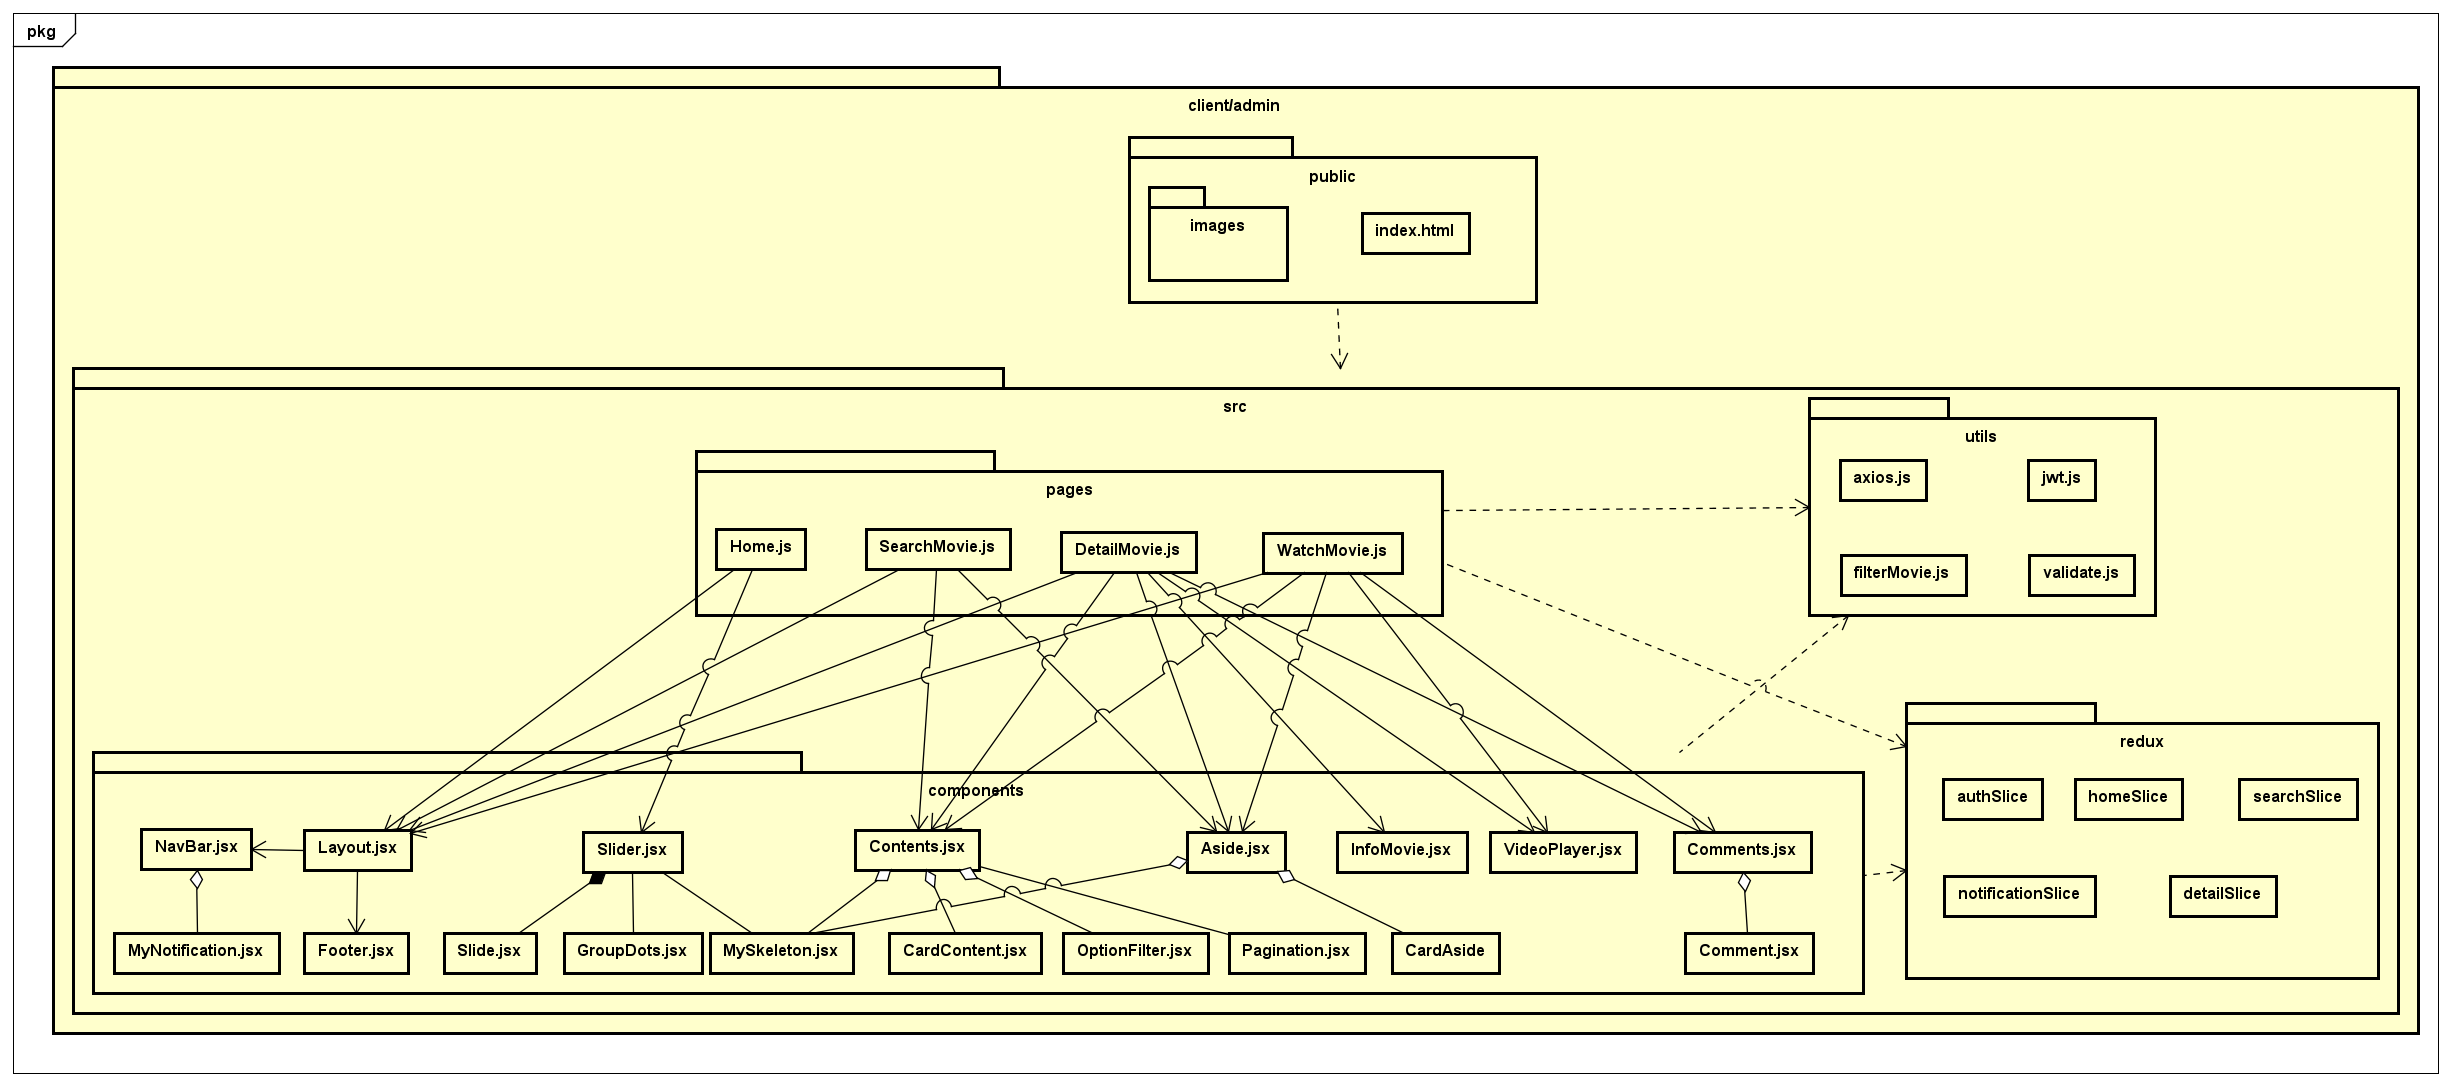 pkg
client/admin
public
images
index.html
src
utils
axios.js
jwt.js
filterMovie.js
validate.js
pages
Home.js
SearchMovie.js
DetailMovie.js
WatchMovie.js
redux
authSlice
homeSlice
searchSlice
notificationSlice
detailSlice
components
NavBar.jsx
Layout.jsx
Slider.jsx
Contents.jsx
Aside.jsx
InfoMovie.jsx
VideoPlayer.jsx
Comments.jsx
MyNotification.jsx
Footer.jsx
Slide.jsx
GroupDots.jsx
MySkeleton.jsx
CardContent.jsx
OptionFilter.jsx
Pagination.jsx
CardAside
Comment.jsx